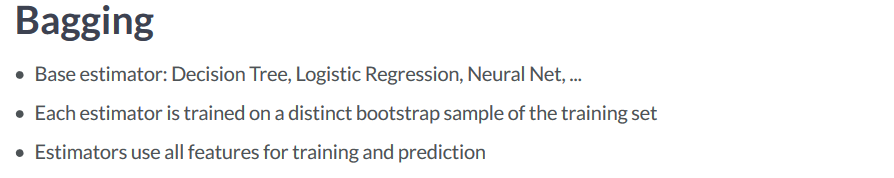 Bagging
• Base estimator: Decision Tree, Logistic Regression, Neural Net, ...
• Each estimator is trained on a distinct bootstrap sample of the training set
• Estimators use all features for training and prediction